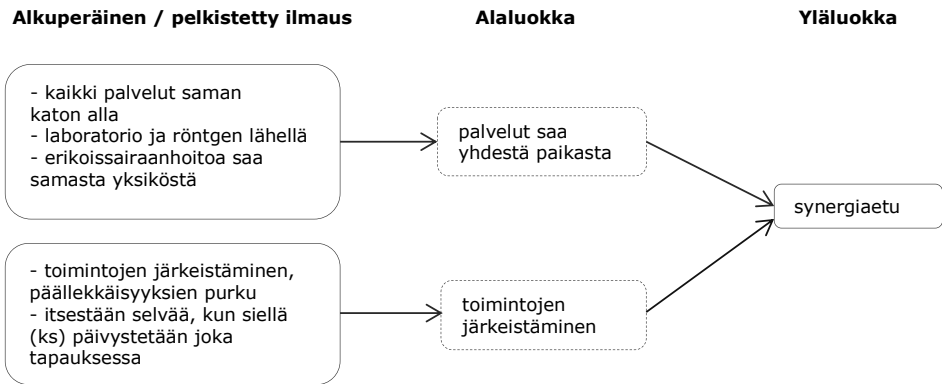 Alkuperäinen / pelkistetty ilmaus
Alaluokka
Yläluokka
- kaikki palvelut saman
katon alla
- laboratorio ja röntgen lähellä
- erikoissairaanhoitoa saa
samasta yksiköstä
palvelut saa
yhdestä paikasta
synergiaetu
- toimintojen järkeistäminen,
päällekkäisyyksien purku
- itsestään selvää, kun siellä
(ks) päivystetään joka
tapauksessa
toimintojen
järkeistäminen